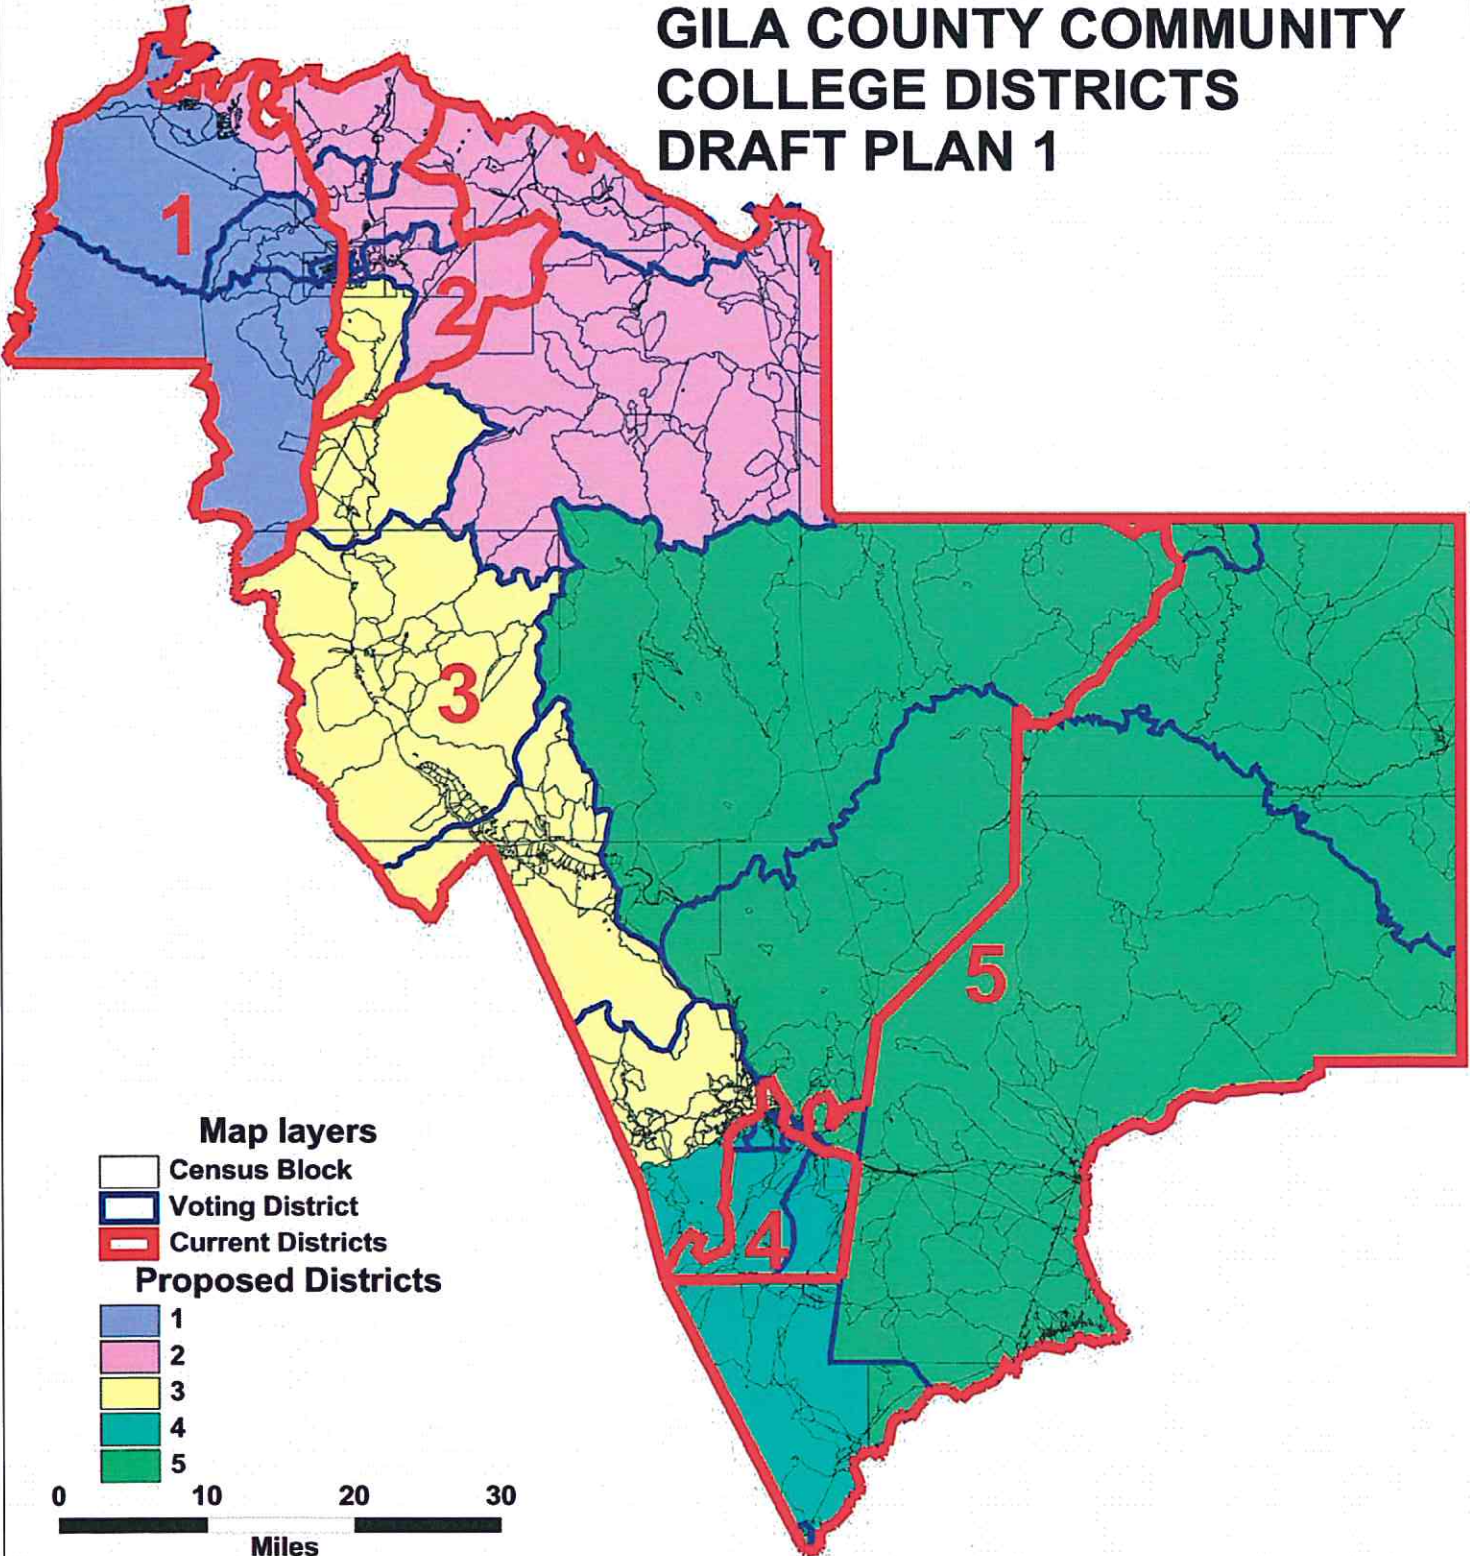 GILA COUNTY COMMUNITY
COLLEGE DISTRICTS
DRAFT PLAN 1
1
2
3
5
4
Map layers
Census Block
Voting District
Current Districts
Proposed Districts
1
2
3
4
5
0 10 20 30
Miles